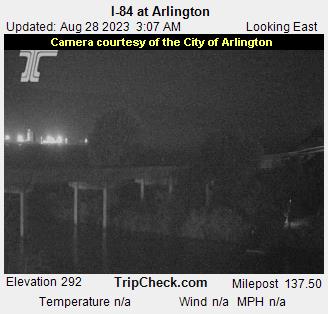 I-84 at Arlington
Updated: Aug 28 2023 3:07 AM Looking East
Camera courtesy of the City of Arlington
Elevation 292 TripCheck.com Milepost 137.50
Temperature n/a Wind n/a MPH n/a